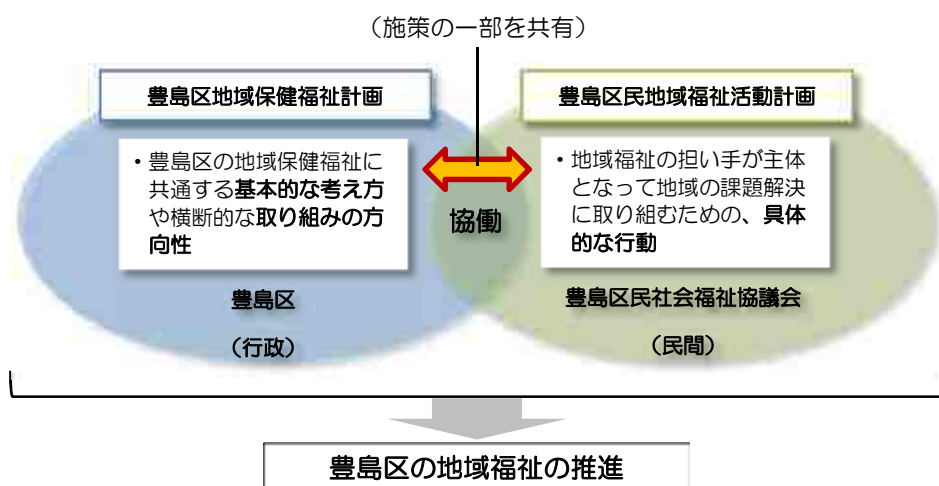 （施策の一部を共有）
豊島区地域保健福祉計画
・豊島区の地域保健福祉に
共通する基本的な考え方
や横断的な取り組みの方
向性
豊島区
（行政）
協働
豊島区民地域福祉活動計画
・地域福祉の担い手が主体
となって地域の課題解決
に取り組むための、具体
的な行動
豊島区民社会福祉協議会
（民間）
豊島区の地域福祉の推進